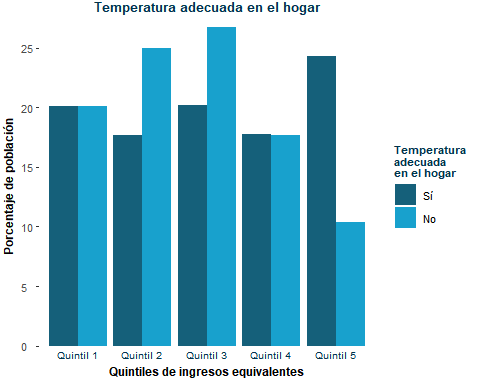 Temperatura adecuada en el hogar
Porcentaje de población
25
20
15
10
5
0
Quintil 1
Quintil 2
Quintil 3
Quintil 4
Quintil 5
Quintiles de ingresos equivalentes
Temperatura
adecuada
en el hogar
Sí
No